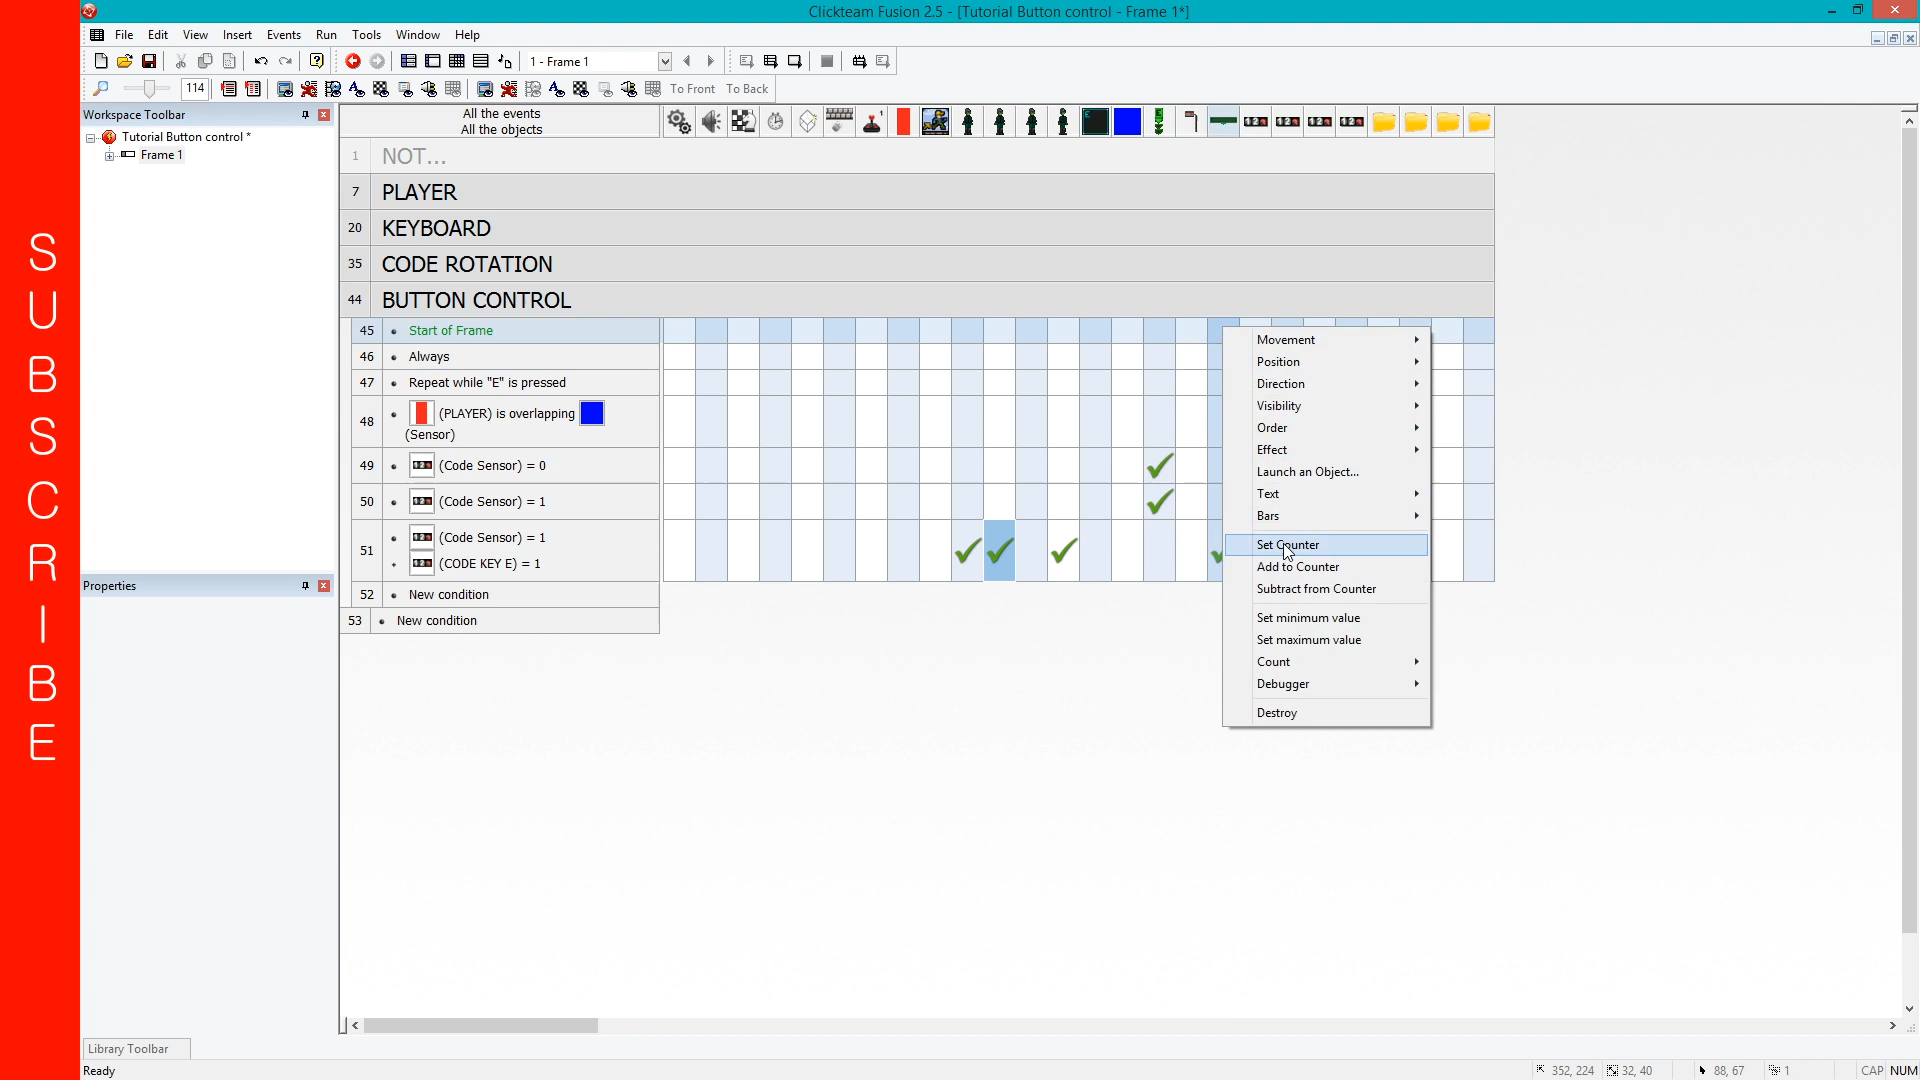 Clickteam Fusion 2.5 - [Tutorial Button control - Frame 1*]
File Edit View Insert Events Run Tools Window Help
1 - Frame 1
114 To Front To Back
Workspace Toolbar
Tutorial Button control *
Frame 1
Properties
Library Toolbar
SUBSCRIBE
All the events
All the objects
1 NOT...
7 PLAYER
20 KEYBOARD
35 CODE ROTATION
44 BUTTON CONTROL
45 Start of Frame
46 Always
47 Repeat while "E" is pressed
48 (PLAYER) is overlapping
(Sensor)
49 (Code Sensor) = 0
50 (Code Sensor) = 1
51 (Code Sensor) = 1
(CODE KEY E) = 1
52 New condition
53 New condition
Movement
Position
Direction
Visibility
Order
Effect
Launch an Object...
Text
Bars
Set Counter
Add to Counter
Subtract from Counter
Set minimum value
Set maximum value
Count
Debugger
Destroy
Ready 352, 224 32, 40 88, 67 1 CAP NUM